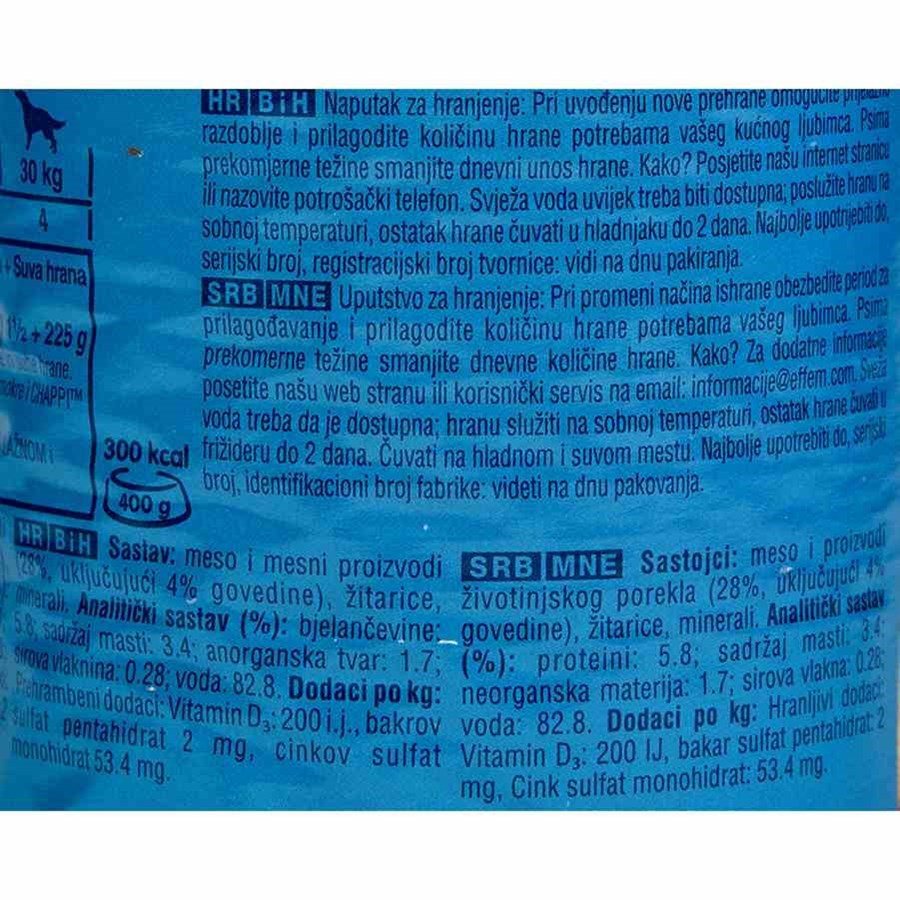 30 kg
4
+ Suva hrana
1½ + 225 g
hrane.
/CHAPPI™
300 kcal
400 g
HR BiH Naputak za hranjenje: Pri uvođenju nove prehrane omogućite prijelazno
razdoblje i prilagodite količinu hrane potrebama vašeg kućnog ljubimca. Psima
prekomjerne težine smanjite dnevni unos hrane. Kako? Posjetite našu internet stranicu
ili nazovite potrošački telefon. Svježa voda uvijek treba biti dostupna; poslužite hranu na
sobnoj temperaturi, ostatak hrane čuvati u hladnjaku do 2 dana. Najbolje upotrijebiti do,
serijski broj, registracijski broj tvornice: vidi na dnu pakiranja.
SRB MNE Uputstvo za hranjenje: Pri promeni načina ishrane obezbedite period za
prilagođavanje i prilagodite količinu hrane potrebama vašeg ljubimca. Psima
prekomerne težine smanjite dnevne količine hrane. Kako? Za dodatne informacije
posetite našu web stranu ili korisnički servis na email: informacije@effem.com. Sveža
voda treba da je dostupna; hranu služiti na sobnoj temperaturi, ostatak hrane čuvati u
frižideru do 2 dana. Čuvati na hladnom i suvom mestu. Najbolje upotrebiti do, serijski
broj, identifikacioni broj fabrike: videti na dnu pakovanja.
HR BiH Sastav: meso i mesni proizvodi
(28%, uključujući 4% govedine), žitarice,
minerali. Analitički sastav (%): bjelančevine:
5.8; sadržaj masti: 3.4; anorganska tvar: 1.7;
sirova vlaknina: 0.28; voda: 82.8. Dodaci po kg:
Prehrambeni dodaci: Vitamin D₃: 200 i.j., bakrov
sulfat pentahidrat 2 mg, cinkov sulfat
monohidrat 53.4 mg.
SRB MNE Sastojci: meso i proizvodi
životinjskog porekla (28%, uključujući 4%
govedine), žitarice, minerali. Analitički sastav
(%): proteini: 5.8; sadržaj masti: 3.4;
neorganska materija: 1.7; sirova vlakna: 0.28;
voda: 82.8. Dodaci po kg: Hranljivi dodaci:
Vitamin D₃: 200 IJ, bakar sulfat pentahidrat: 2
mg, Cink sulfat monohidrat: 53.4 mg.